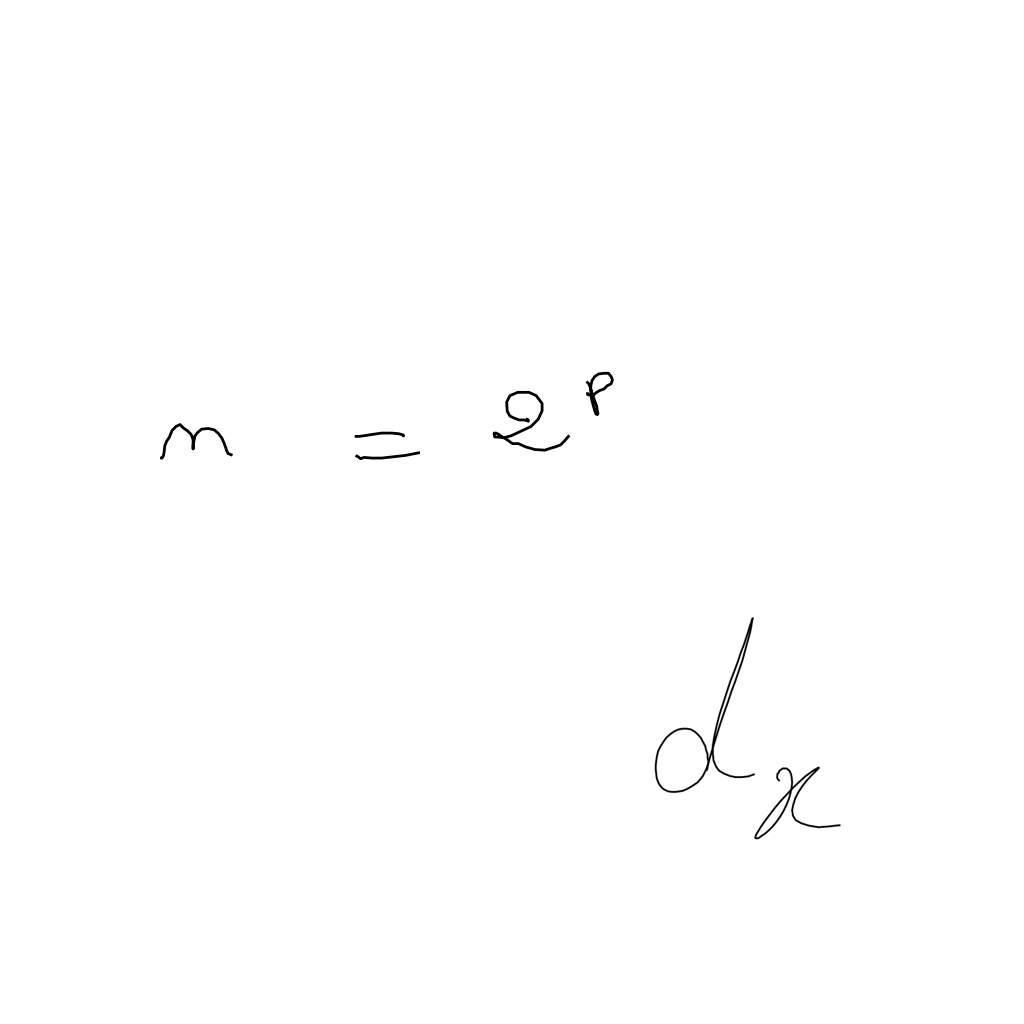 n = 2^p
d_x